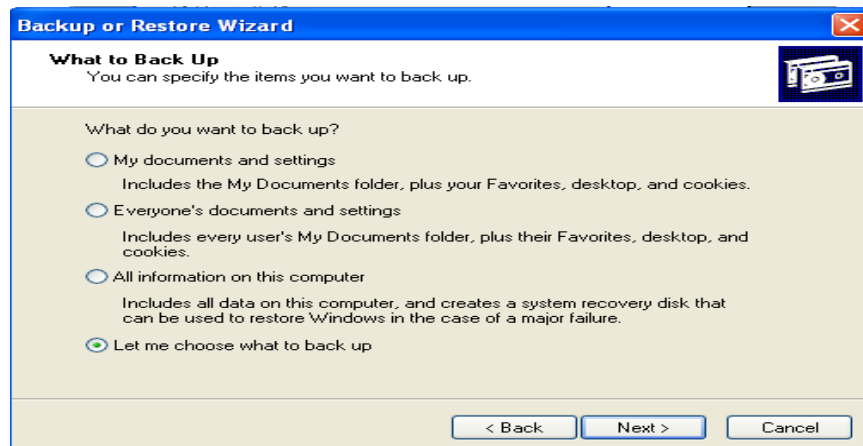 Backup or Restore Wizard
What to Back Up
You can specify the items you want to back up.
What do you want to back up?
My documents and settings
Includes the My Documents folder, plus your Favorites, desktop, and cookies.
Everyone's documents and settings
Includes every user's My Documents folder, plus their Favorites, desktop, and
cookies.
All information on this computer
Includes all data on this computer, and creates a system recovery disk that
can be used to restore Windows in the case of a major failure.
Let me choose what to back up
< Back Next > Cancel